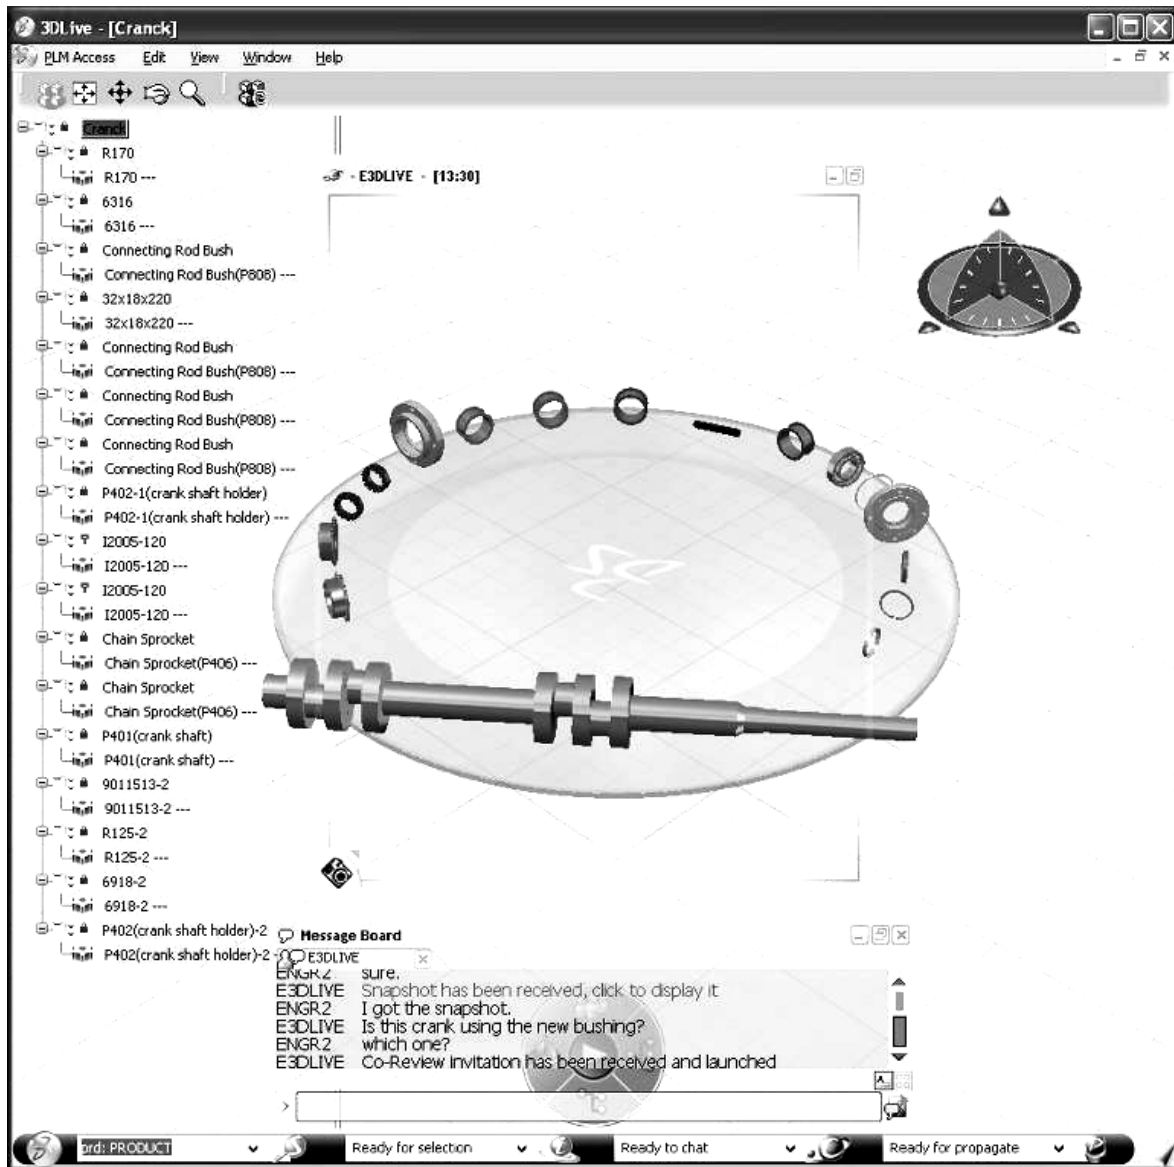 3DLive - [Cranck]
PLM Access Edit View Window Help
Cranck
R170
R170 ---
6316
6316 ---
Connecting Rod Bush
Connecting Rod Bush(P808) ---
32x18x220
32x18x220 ---
Connecting Rod Bush
Connecting Rod Bush(P808) ---
Connecting Rod Bush
Connecting Rod Bush(P808) ---
Connecting Rod Bush
Connecting Rod Bush(P808) ---
P402-1(crank shaft holder)
P402-1(crank shaft holder) ---
I2005-120
I2005-120 ---
I2005-120
I2005-120 ---
Chain Sprocket
Chain Sprocket(P406) ---
Chain Sprocket
Chain Sprocket(P406) ---
P401(crank shaft)
P401(crank shaft) ---
9011513-2
9011513-2 ---
R125-2
R125-2 ---
6918-2
6918-2 ---
P402(crank shaft holder)-2
P402(crank shaft holder)-2 -
- E3DLIVE - [13:30]
Message Board
E3DLIVE
ENGR2 sure.
E3DLIVE Snapshot has been received, click to display it
ENGR2 I got the snapshot.
E3DLIVE Is this crank using the new bushing?
ENGR2 which one?
E3DLIVE Co-Review invitation has been received and launched
>
ord: PRODUCT Ready for selection Ready to chat Ready for propagate